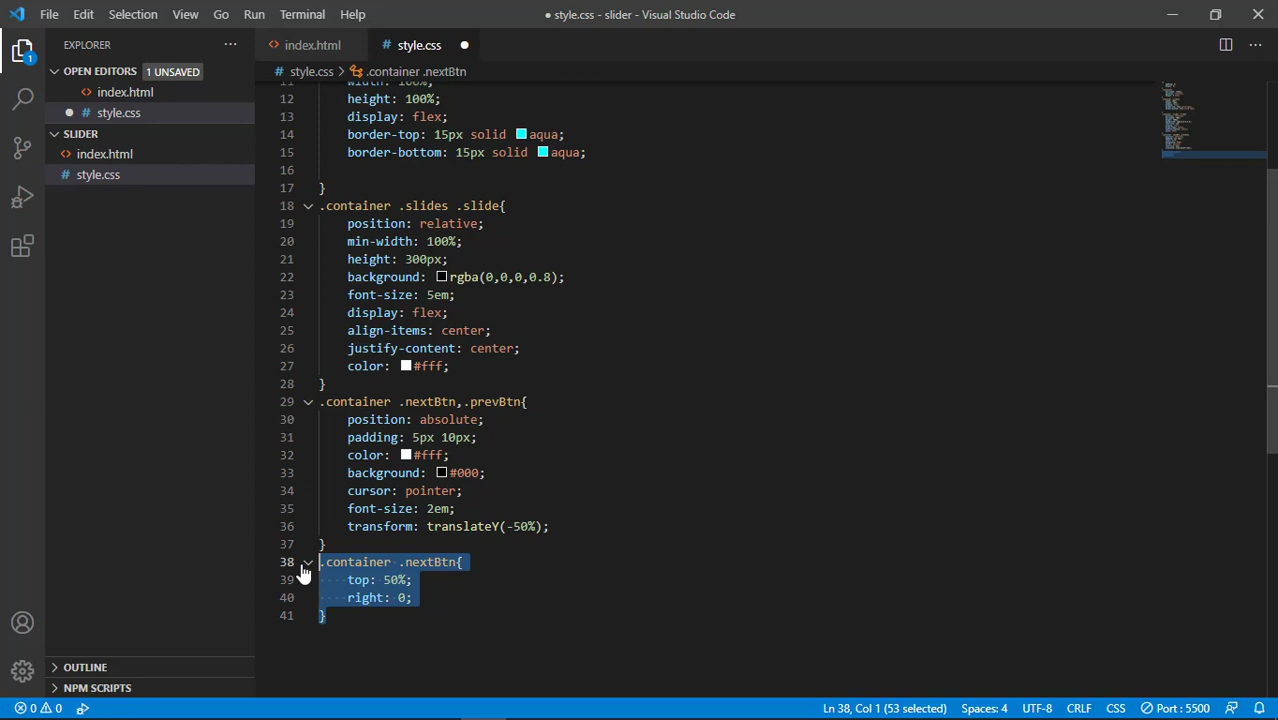 File Edit Selection View Go Run Terminal Help
● style.css - slider - Visual Studio Code
EXPLORER ···
index.html
# style.css ●
1
OPEN EDITORS 1 UNSAVED
<> index.html
● # style.css
SLIDER
<> index.html
# style.css
OUTLINE
NPM SCRIPTS
# style.css > .container .nextBtn
width: 100%;
12 height: 100%;
13 display: flex;
14 border-top: 15px solid aqua;
15 border-bottom: 15px solid aqua;
16
17 }
18 .container .slides .slide{
19 position: relative;
20 min-width: 100%;
21 height: 300px;
22 background: rgba(0,0,0,0.8);
23 font-size: 5em;
24 display: flex;
25 align-items: center;
26 justify-content: center;
27 color: #fff;
28 }
29 .container .nextBtn,.prevBtn{
30 position: absolute;
31 padding: 5px 10px;
32 color: #fff;
33 background: #000;
34 cursor: pointer;
35 font-size: 2em;
36 transform: translateY(-50%);
37 }
38 .container .nextBtn{
39 top: 50%;
40 right: 0;
41 }
0 0
Ln 38, Col 1 (53 selected) Spaces: 4 UTF-8 CRLF CSS Port : 5500